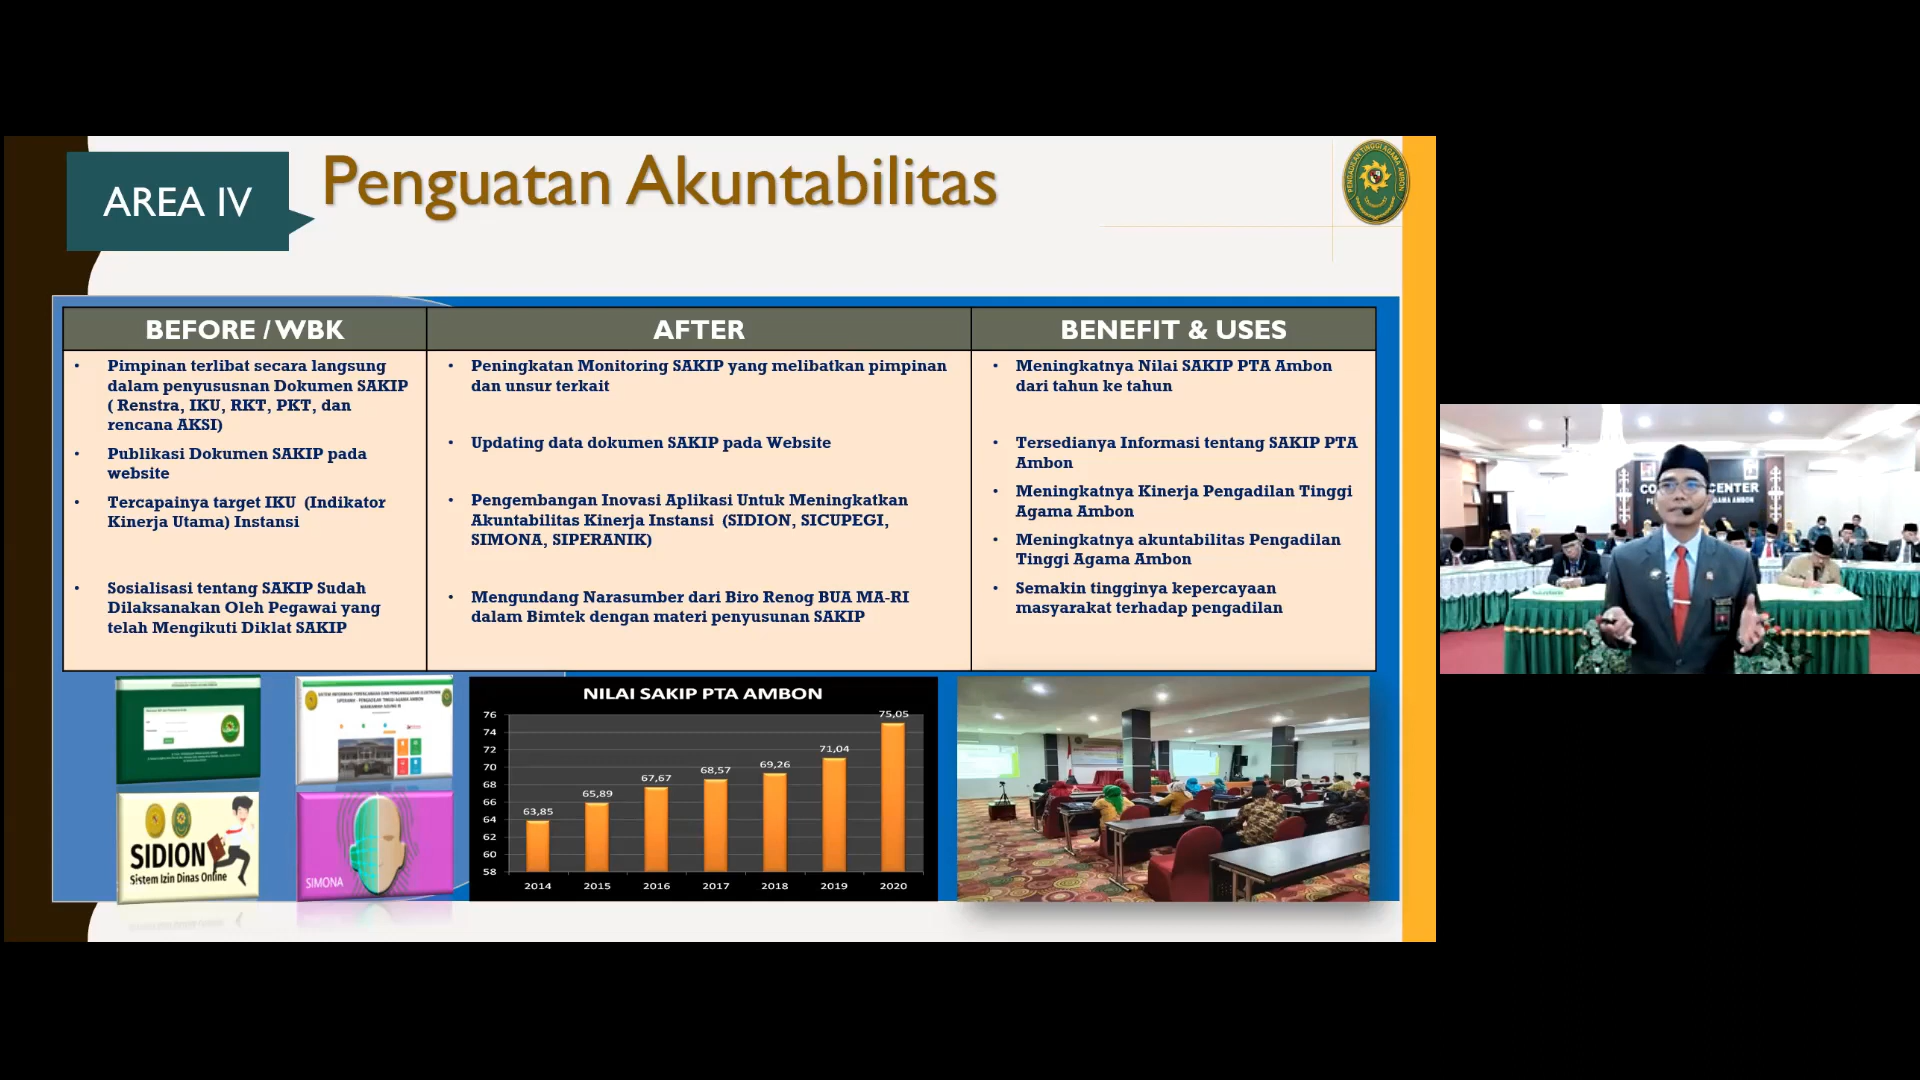 AREA IV
Penguatan Akuntabilitas
PENGADILAN TINGGI AGAMA AMBON
BEFORE / WBK
• Pimpinan terlibat secara langsung
dalam penyususnan Dokumen SAKIP
( Renstra, IKU, RKT, PKT, dan
rencana AKSI)
• Publikasi Dokumen SAKIP pada
website
• Tercapainya target IKU (Indikator
Kinerja Utama) Instansi
• Sosialisasi tentang SAKIP Sudah
Dilaksanakan Oleh Pegawai yang
telah Mengikuti Diklat SAKIP
AFTER
• Peningkatan Monitoring SAKIP yang melibatkan pimpinan
dan unsur terkait
• Updating data dokumen SAKIP pada Website
• Pengembangan Inovasi Aplikasi Untuk Meningkatkan
Akuntabilitas Kinerja Instansi (SIDION, SICUPEGI,
SIMONA, SIPERANIK)
• Mengundang Narasumber dari Biro Renog BUA MA-RI
dalam Bimtek dengan materi penyusunan SAKIP
BENEFIT & USES
• Meningkatnya Nilai SAKIP PTA Ambon
dari tahun ke tahun
• Tersedianya Informasi tentang SAKIP PTA
Ambon
• Meningkatnya Kinerja Pengadilan Tinggi
Agama Ambon
• Meningkatnya akuntabilitas Pengadilan
Tinggi Agama Ambon
• Semakin tingginya kepercayaan
masyarakat terhadap pengadilan
SIDION
Sistem Izin Dinas Online
SIMONA
NILAI SAKIP PTA AMBON
76
74
72
70
68
66
64
62
60
58
63,85
65,89
67,67
68,57
69,26
71,04
75,05
2014 2015 2016 2017 2018 2019 2020
CENTER
AGAMA AMBON